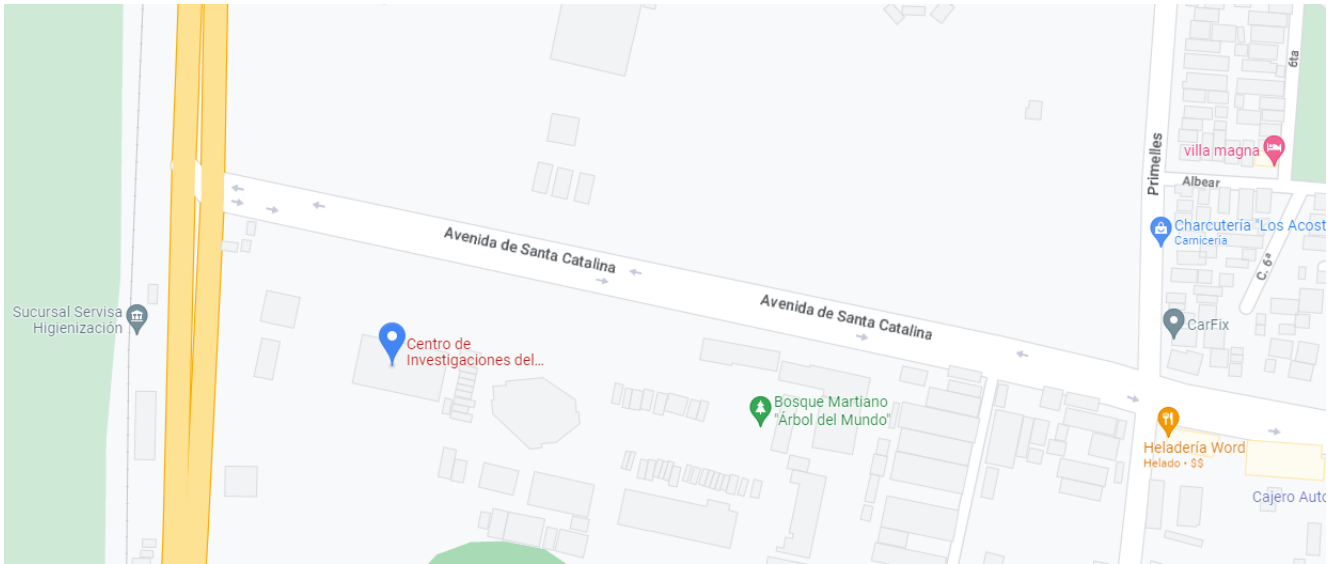 6ta
villa magna
Primelles
Albear
Charcutería "Los Acost
Carnicería
C. 6ª
Avenida de Santa Catalina
Avenida de Santa Catalina
Sucursal Servisa
Higienización
CarFix
Centro de
Investigaciones del...
Bosque Martiano
"Árbol del Mundo"
Heladería Word
Helado • $$
Cajero Auto